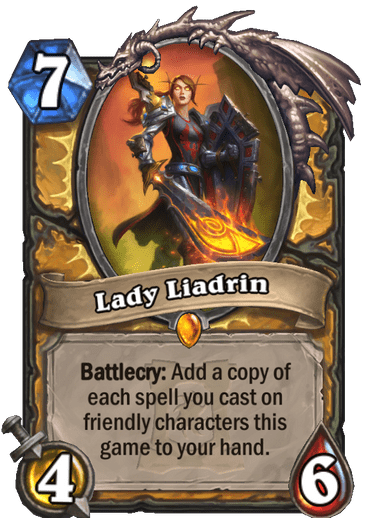 7
Lady Liadrin
Battlecry: Add a copy of
each spell you cast on
friendly characters this
game to your hand.
4
6